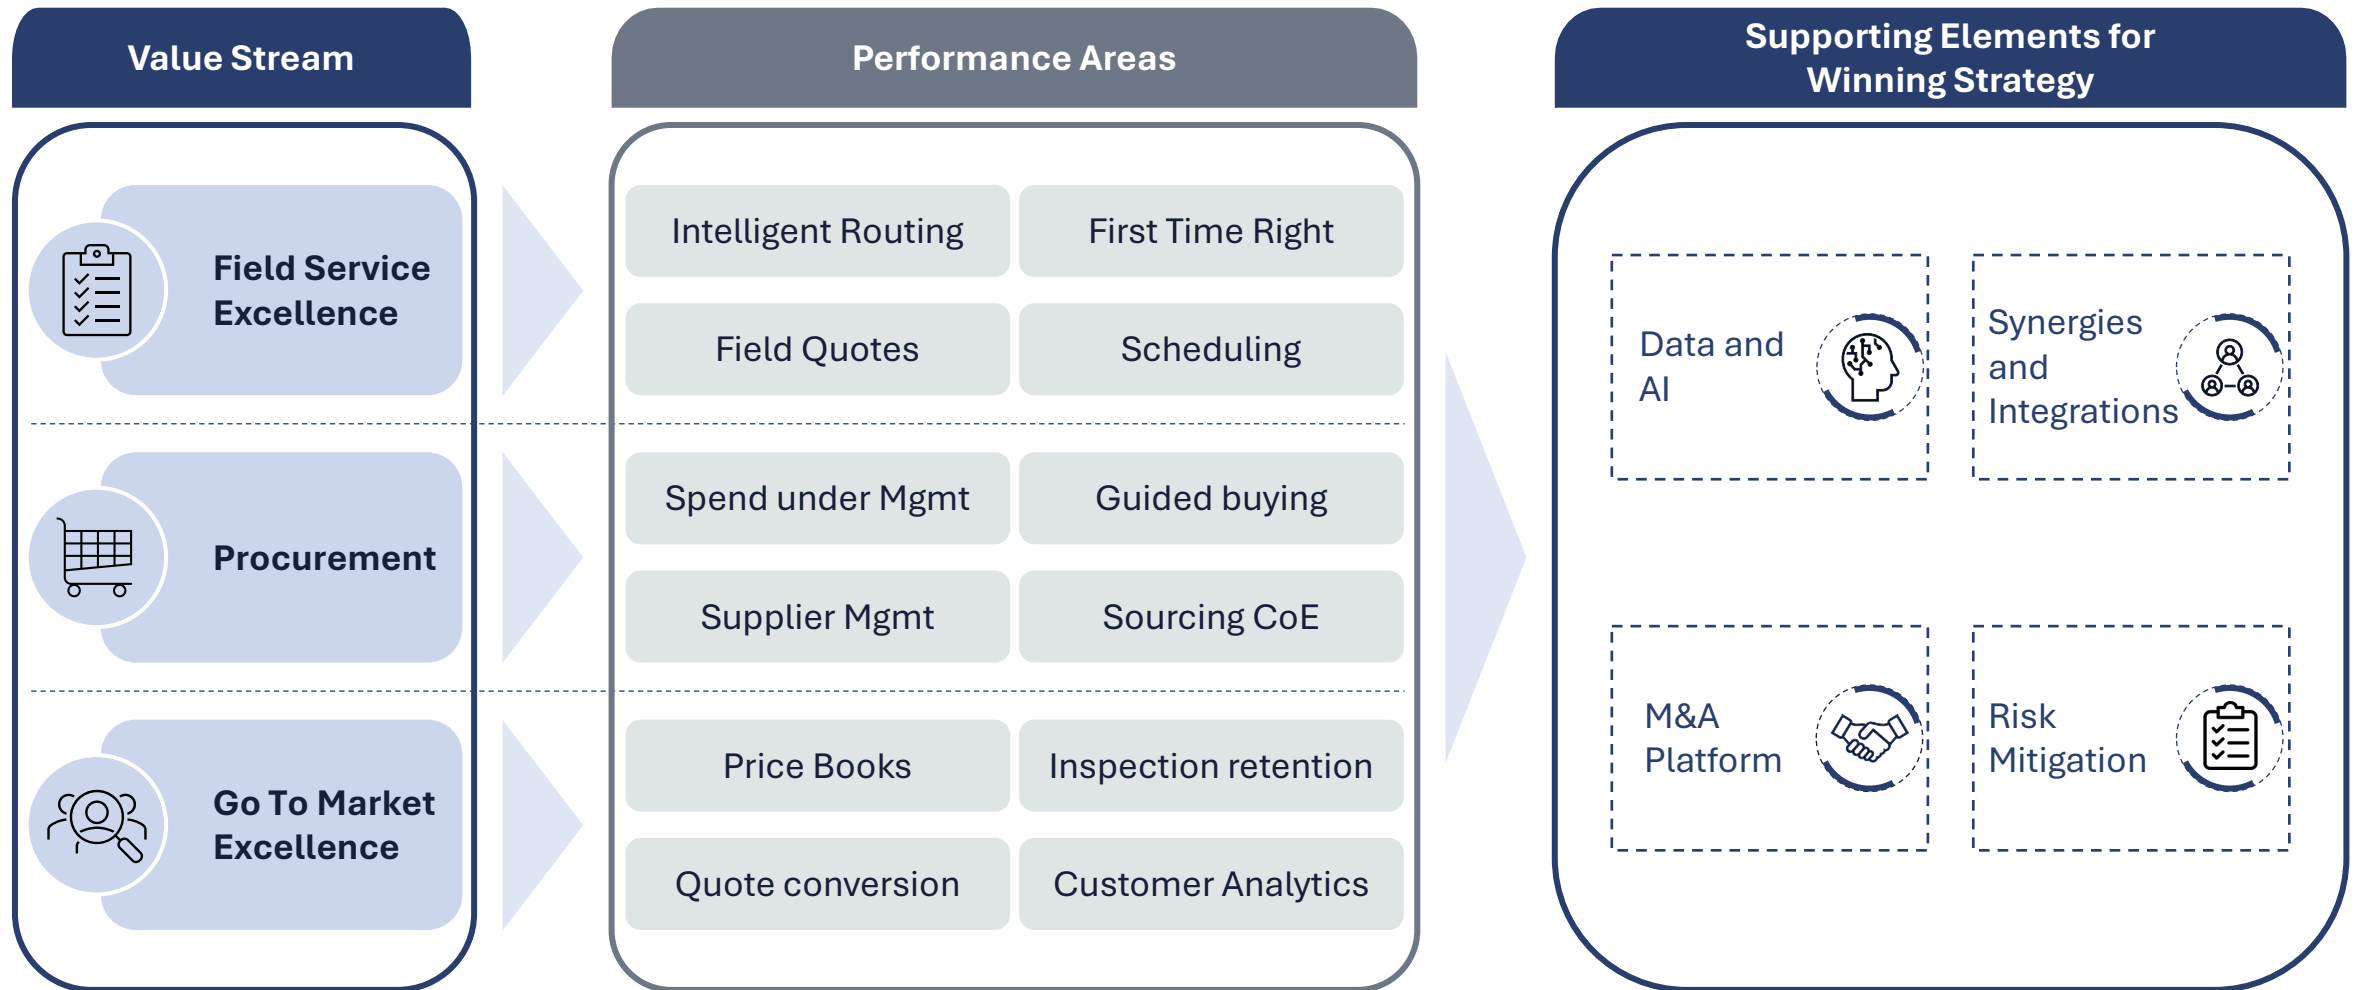 Value Stream
Performance Areas
Supporting Elements for
Winning Strategy
Field Service
Excellence
Intelligent Routing
First Time Right
Field Quotes
Scheduling
Procurement
Spend under Mgmt
Guided buying
Supplier Mgmt
Sourcing CoE
Go To Market
Excellence
Price Books
Inspection retention
Quote conversion
Customer Analytics
Data and
AI
Synergies
and
Integrations
M&A
Platform
Risk
Mitigation